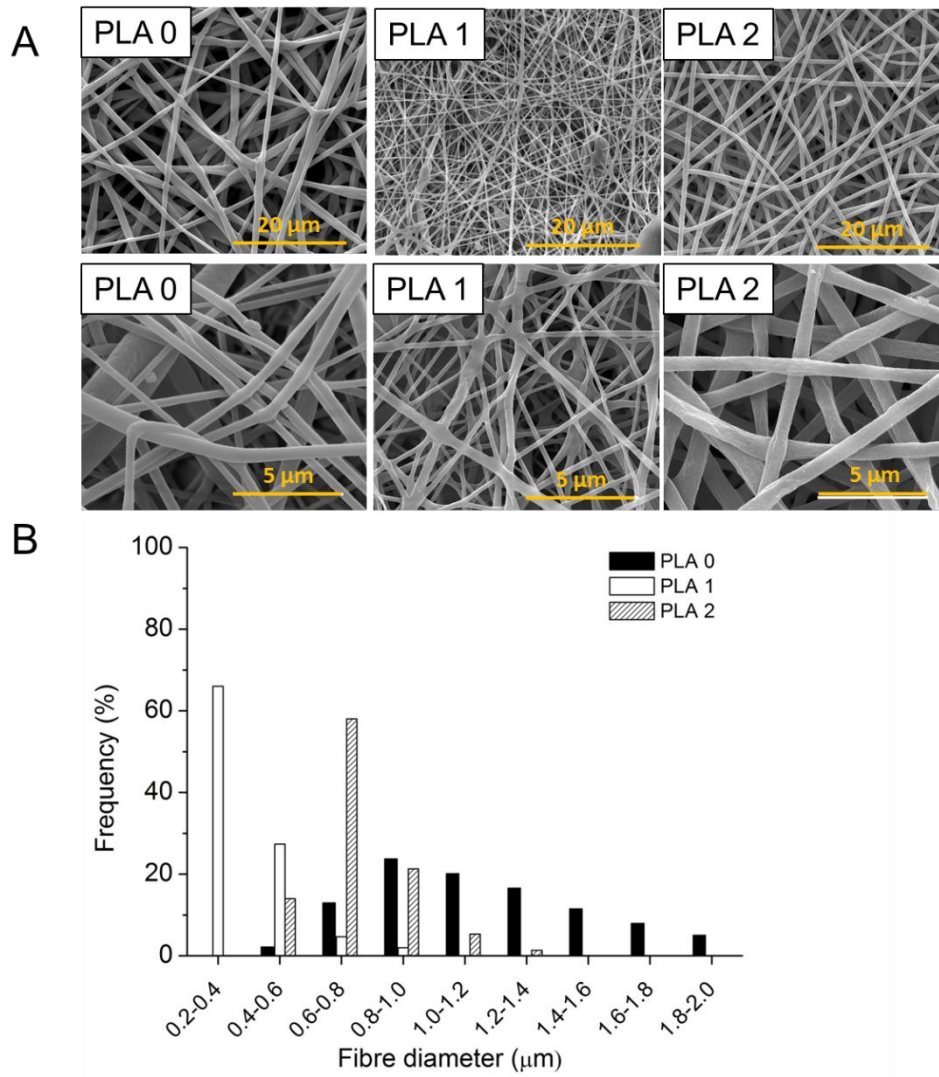 A
PLA 0
PLA 1
PLA 2
20 µm
20 µm
20 µm
PLA 0
PLA 1
PLA 2
5 µm
5 µm
5 µm
B
100
80
60
40
20
0
Frequency (%)
PLA 0
PLA 1
PLA 2
0.2-0.4
0.4-0.6
0.6-0.8
0.8-1.0
1.0-1.2
1.2-1.4
1.4-1.6
1.6-1.8
1.8-2.0
Fibre diameter (µm)